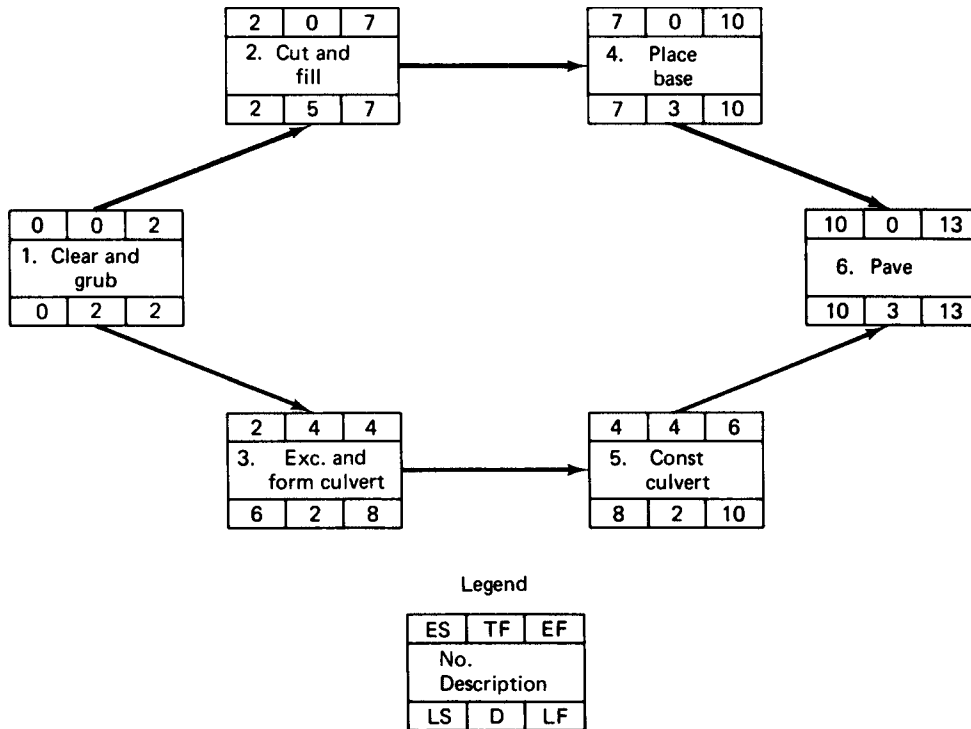 2 0 7
2. Cut and
fill
2 5 7
7 0 10
4. Place
base
7 3 10
0 0 2
1. Clear and
grub
0 2 2
10 0 13
6. Pave
10 3 13
2 4 4
3. Exc. and
form culvert
6 2 8
4 4 6
5. Const
culvert
8 2 10
Legend
ES TF EF
No.
Description
LS D LF